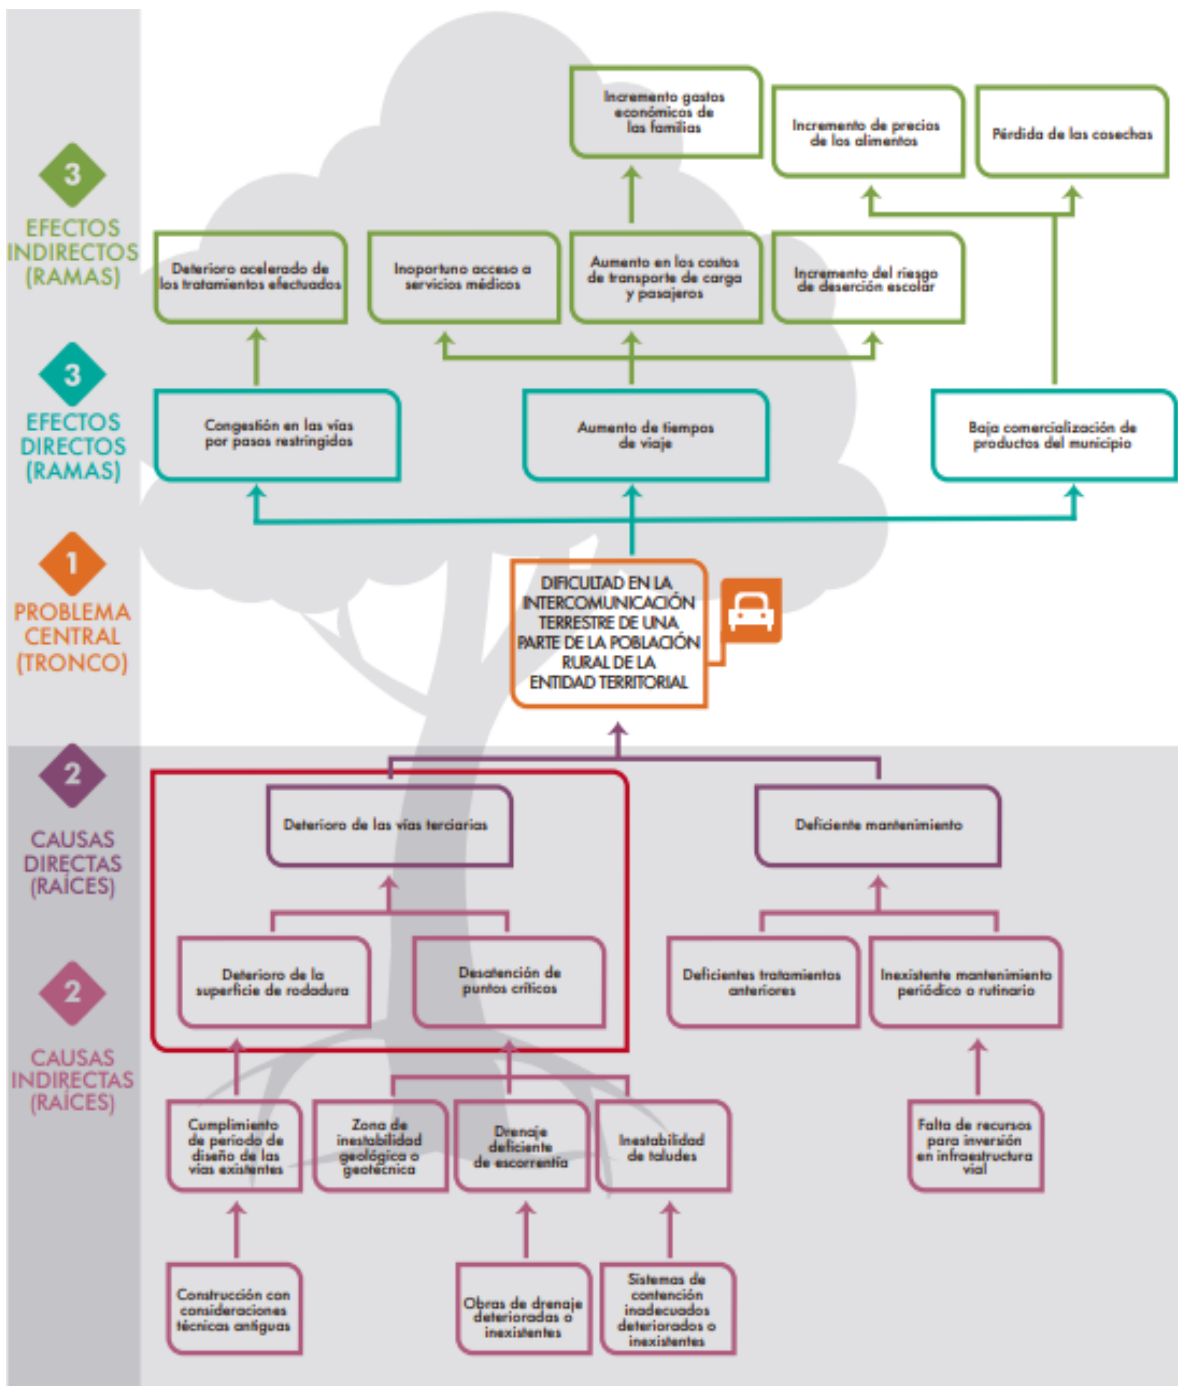 Incremento gastos
económicos de
las familias
Incremento de precios
de los alimentos
Pérdida de las cosechas
3
EFECTOS
INDIRECTOS
(RAMAS)
Deterioro acelerado de
los tratamientos efectuados
Inoportuno acceso a
servicios médicos
Aumento en los costos
de transporte de carga
y pasajeros
Incremento del riesgo
de deserción escolar
3
EFECTOS
DIRECTOS
(RAMAS)
Congestión en las vías
por pasos restringidos
Aumento de tiempos
de viaje
Baja comercialización de
productos del municipio
1
PROBLEMA
CENTRAL
(TRONCO)
DIFICULTAD EN LA
INTERCOMUNICACIÓN
TERRESTRE DE UNA
PARTE DE LA POBLACIÓN
RURAL DE LA
ENTIDAD TERRITORIAL
2
CAUSAS
DIRECTAS
(RAÍCES)
Deterioro de las vías terciarias
Deficiente mantenimiento
2
CAUSAS
INDIRECTAS
(RAÍCES)
Deterioro de la
superficie de rodadura
Desatención de
puntos críticos
Deficientes tratamientos
anteriores
Inexistente mantenimiento
periódico o rutinario
Cumplimiento
de periodo de
diseño de las
vías existentes
Zona de
inestabilidad
geológica o
geotécnica
Drenaje
deficiente
de escorrentía
Inestabilidad
de taludes
Falta de recursos
para inversión
en infraestructura
vial
Construcción con
consideraciones
técnicas antiguas
Obras de drenaje
deterioradas o
inexistentes
Sistemas de
contención
inadecuados
deteriorados o
inexistentes